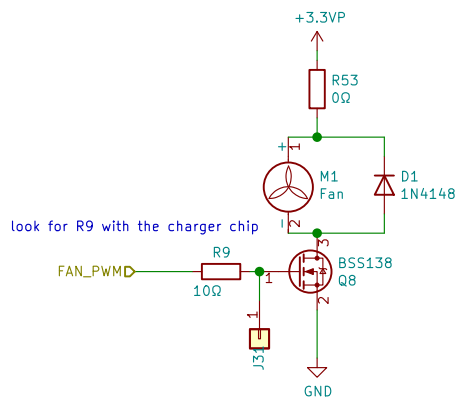 +3.3VP
R53
0Ω
+
1
M1
Fan
D1
1N4148
-
2
look for R9 with the charger chip
3
R9
BSS138
FAN_PWM
1
Q8
10Ω
2
1
J31
GND